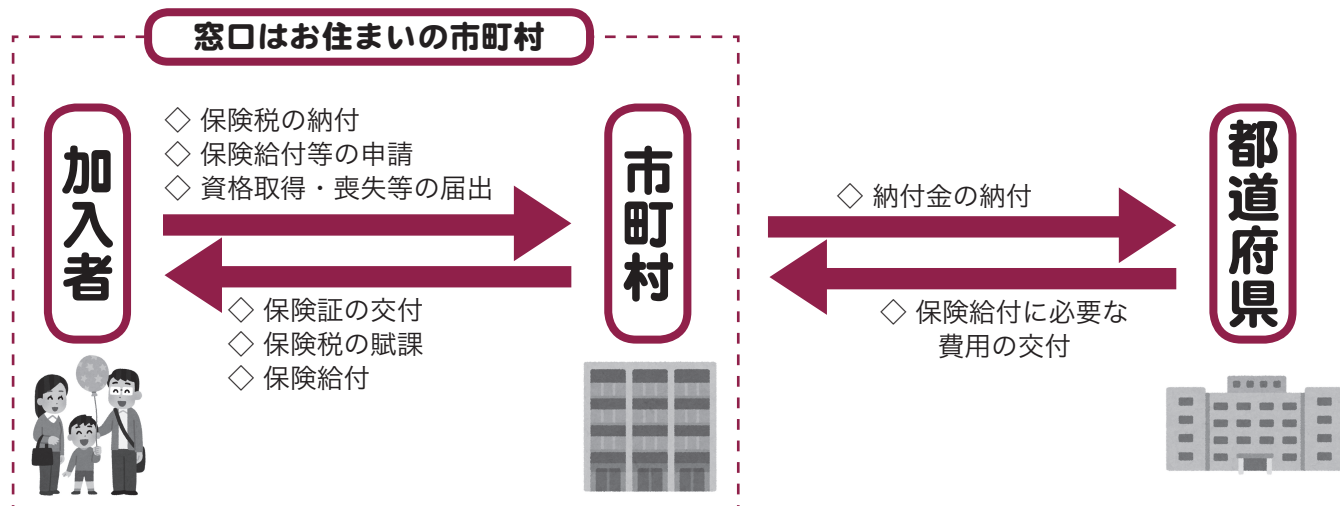 窓口はお住まいの市町村
加入者
◇ 保険税の納付
◇ 保険給付等の申請
◇ 資格取得・喪失等の届出
◇ 保険証の交付
◇ 保険税の賦課
◇ 保険給付
市町村
◇ 納付金の納付
◇ 保険給付に必要な
費用の交付
都道府県